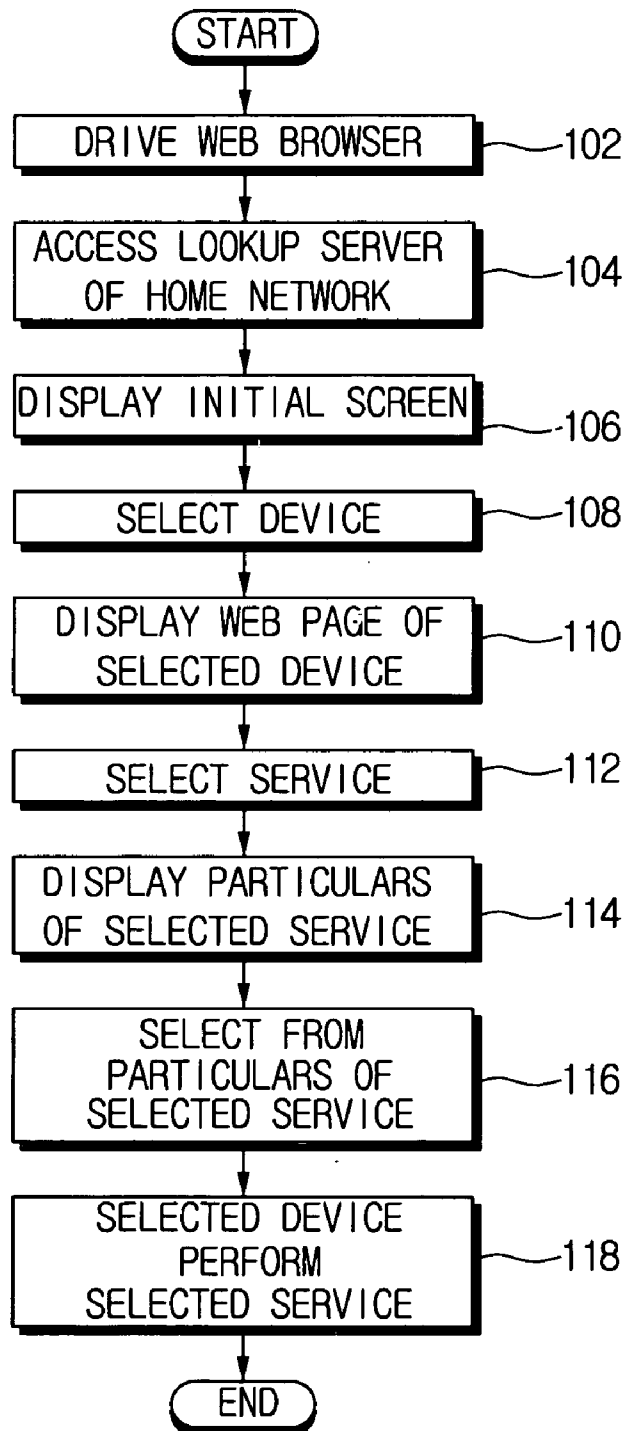 START
DRIVE WEB BROWSER
102
ACCESS LOOKUP SERVER
OF HOME NETWORK
104
DISPLAY INITIAL SCREEN
106
SELECT DEVICE
108
DISPLAY WEB PAGE OF
SELECTED DEVICE
110
SELECT SERVICE
112
DISPLAY PARTICULARS
OF SELECTED SERVICE
114
SELECT FROM
PARTICULARS OF
SELECTED SERVICE
116
SELECTED DEVICE
PERFORM
SELECTED SERVICE
118
END